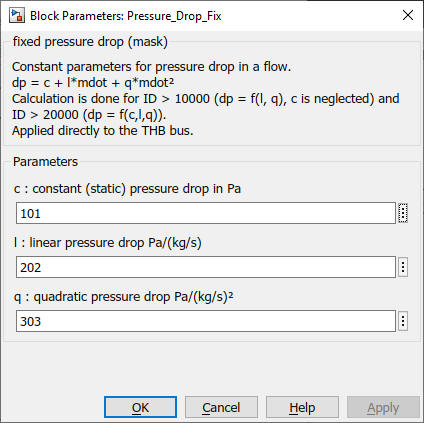 Block Parameters: Pressure_Drop_Fix
fixed pressure drop (mask)
Constant parameters for pressure drop in a flow.
dp = c + l*mdot + q*mdot²
Calculation is done for ID > 10000 (dp = f(l, q), c is neglected) and
ID > 20000 (dp = f(c,l,q)).
Applied directly to the THB bus.
Parameters
c : constant (static) pressure drop in Pa
101
l : linear pressure drop Pa/(kg/s)
202
q : quadratic pressure drop Pa/(kg/s)²
303
OK Cancel Help Apply